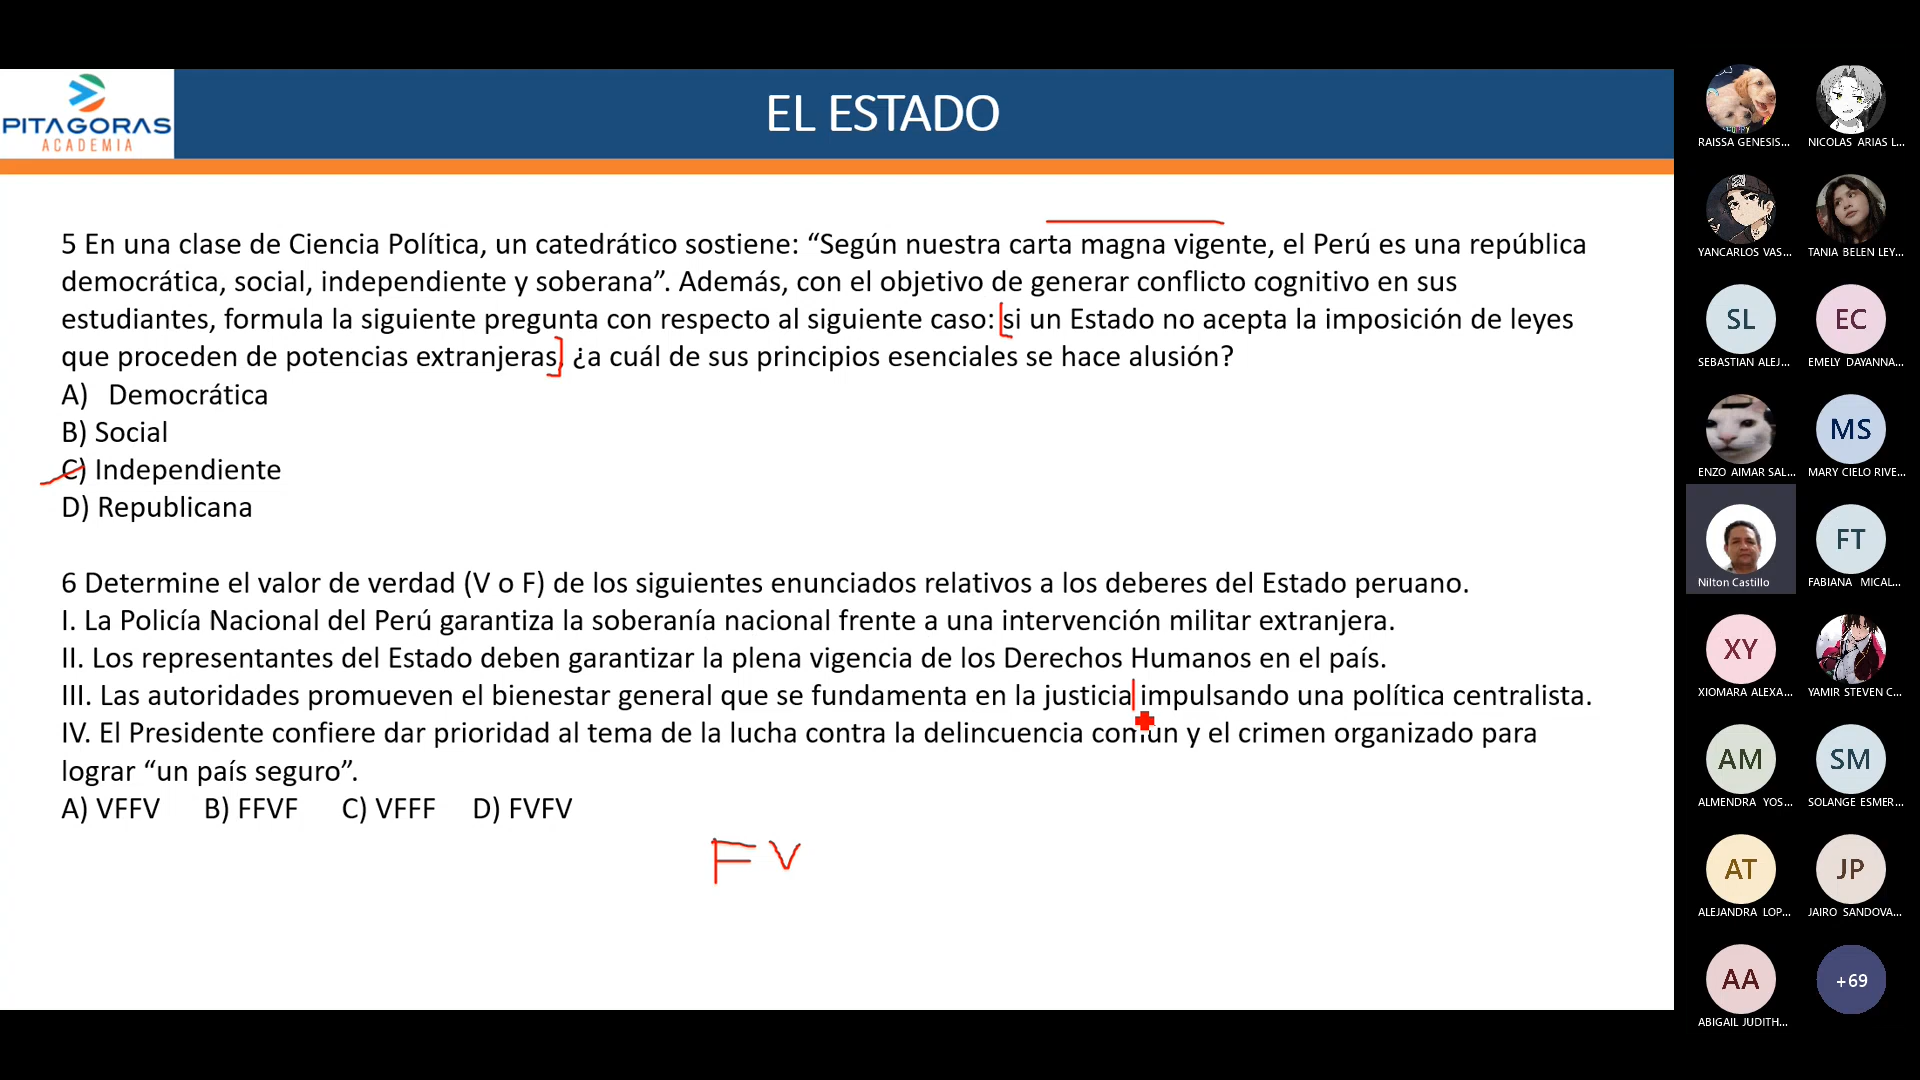 PITAGORAS
ACADEMIA
EL ESTADO
5 En una clase de Ciencia Política, un catedrático sostiene: “Según nuestra carta magna vigente, el Perú es una república
democrática, social, independiente y soberana”. Además, con el objetivo de generar conflicto cognitivo en sus
estudiantes, formula la siguiente pregunta con respecto al siguiente caso: si un Estado no acepta la imposición de leyes
que proceden de potencias extranjeras, ¿a cuál de sus principios esenciales se hace alusión?
A) Democrática
B) Social
C) Independiente
D) Republicana
6 Determine el valor de verdad (V o F) de los siguientes enunciados relativos a los deberes del Estado peruano.
I. La Policía Nacional del Perú garantiza la soberanía nacional frente a una intervención militar extranjera.
II. Los representantes del Estado deben garantizar la plena vigencia de los Derechos Humanos en el país.
III. Las autoridades promueven el bienestar general que se fundamenta en la justicia impulsando una política centralista.
IV. El Presidente confiere dar prioridad al tema de la lucha contra la delincuencia común y el crimen organizado para
lograr “un país seguro”.
A) VFFV B) FFVF C) VFFF D) FVFV
F V
RAISSA GENESIS...
NICOLAS ARIAS L...
YANCARLOS VAS...
TANIA BELEN LEY...
SL
EC
SEBASTIAN ALEJ...
EMELY DAYANNA...
MS
ENZO AIMAR SAL...
MARY CIELO RIVE...
FT
Nilton Castillo
FABIANA MICAL...
XY
XIOMARA ALEXA...
YAMIR STEVEN C...
AM
SM
ALMENDRA YOS...
SOLANGE ESMER...
AT
JP
ALEJANDRA LOP...
JAIRO SANDOVA...
AA
+69
ABIGAIL JUDITH...